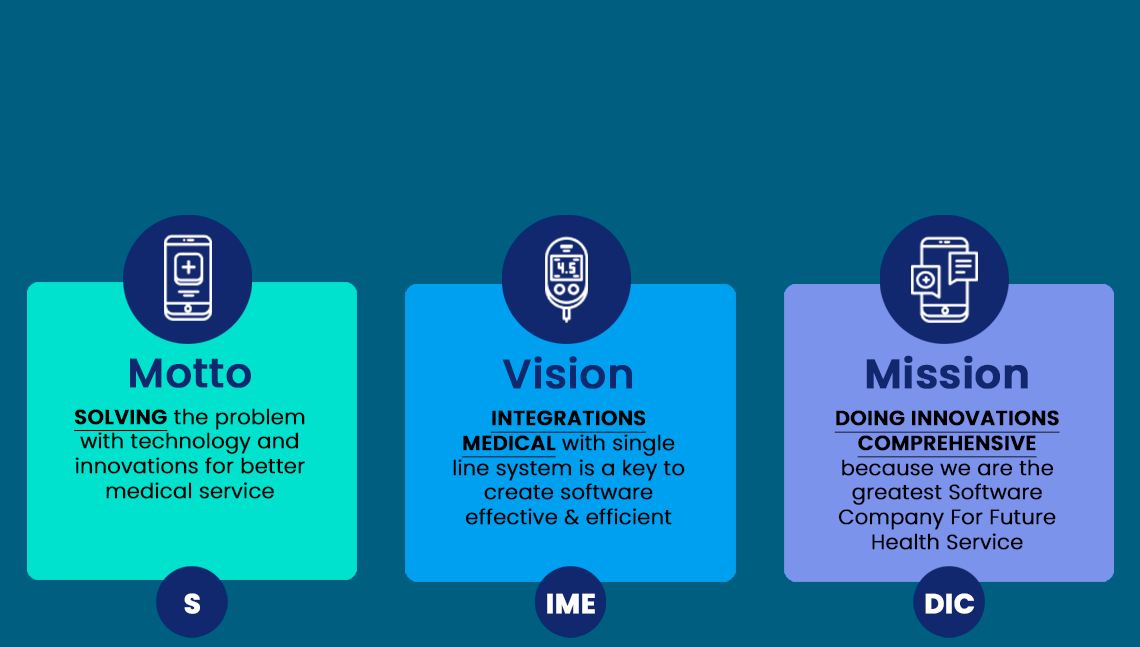 4.5
Motto
SOLVING the problem
with technology and
innovations for better
medical service
S
Vision
INTEGRATIONS
MEDICAL with single
line system is a key to
create software
effective & efficient
IME
Mission
DOING INNOVATIONS
COMPREHENSIVE
because we are the
greatest Software
Company For Future
Health Service
DIC